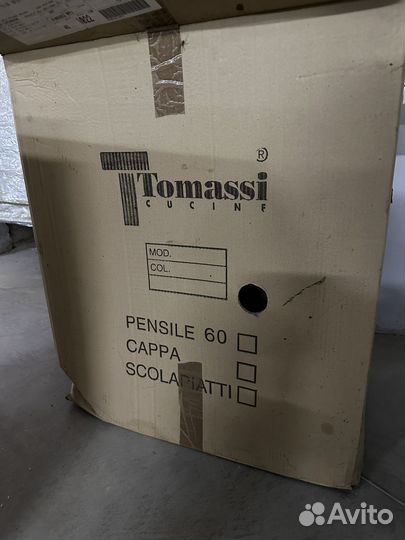 Tomassi ®
CUCINE
MOD.
COL.
PENSILE 60
CAPPA
SCOLAPIATTI
Avito